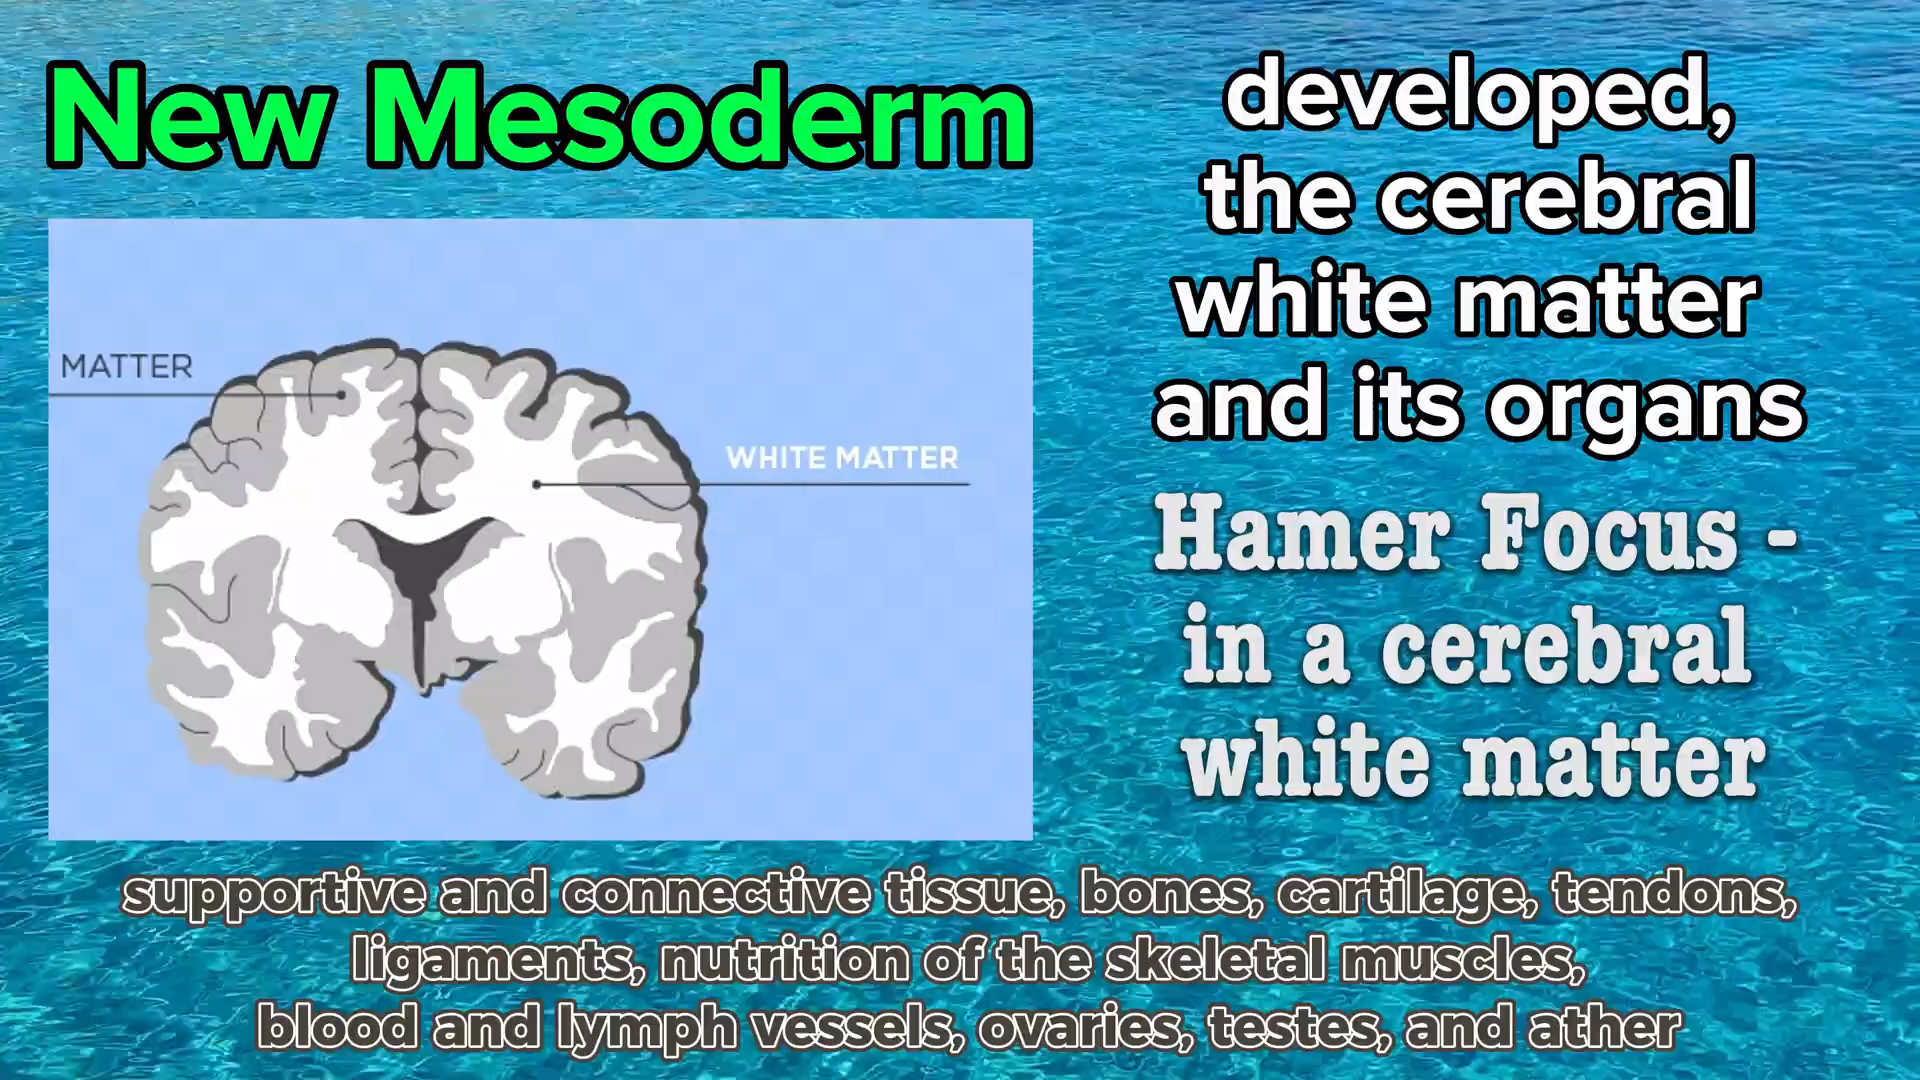 New Mesoderm
MATTER
WHITE MATTER
developed,
the cerebral
white matter
and its organs
Hamer Focus -
in a cerebral
white matter
supportive and connective tissue, bones, cartilage, tendons,
ligaments, nutrition of the skeletal muscles,
blood and lymph vessels, ovaries, testes, and ather